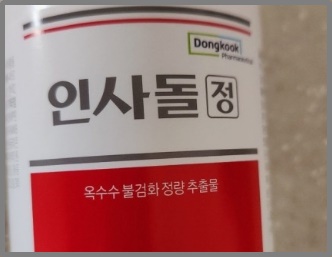 Dongkook
Pharmaceutical
인사돌 정
옥수수 불검화 정량 추출물